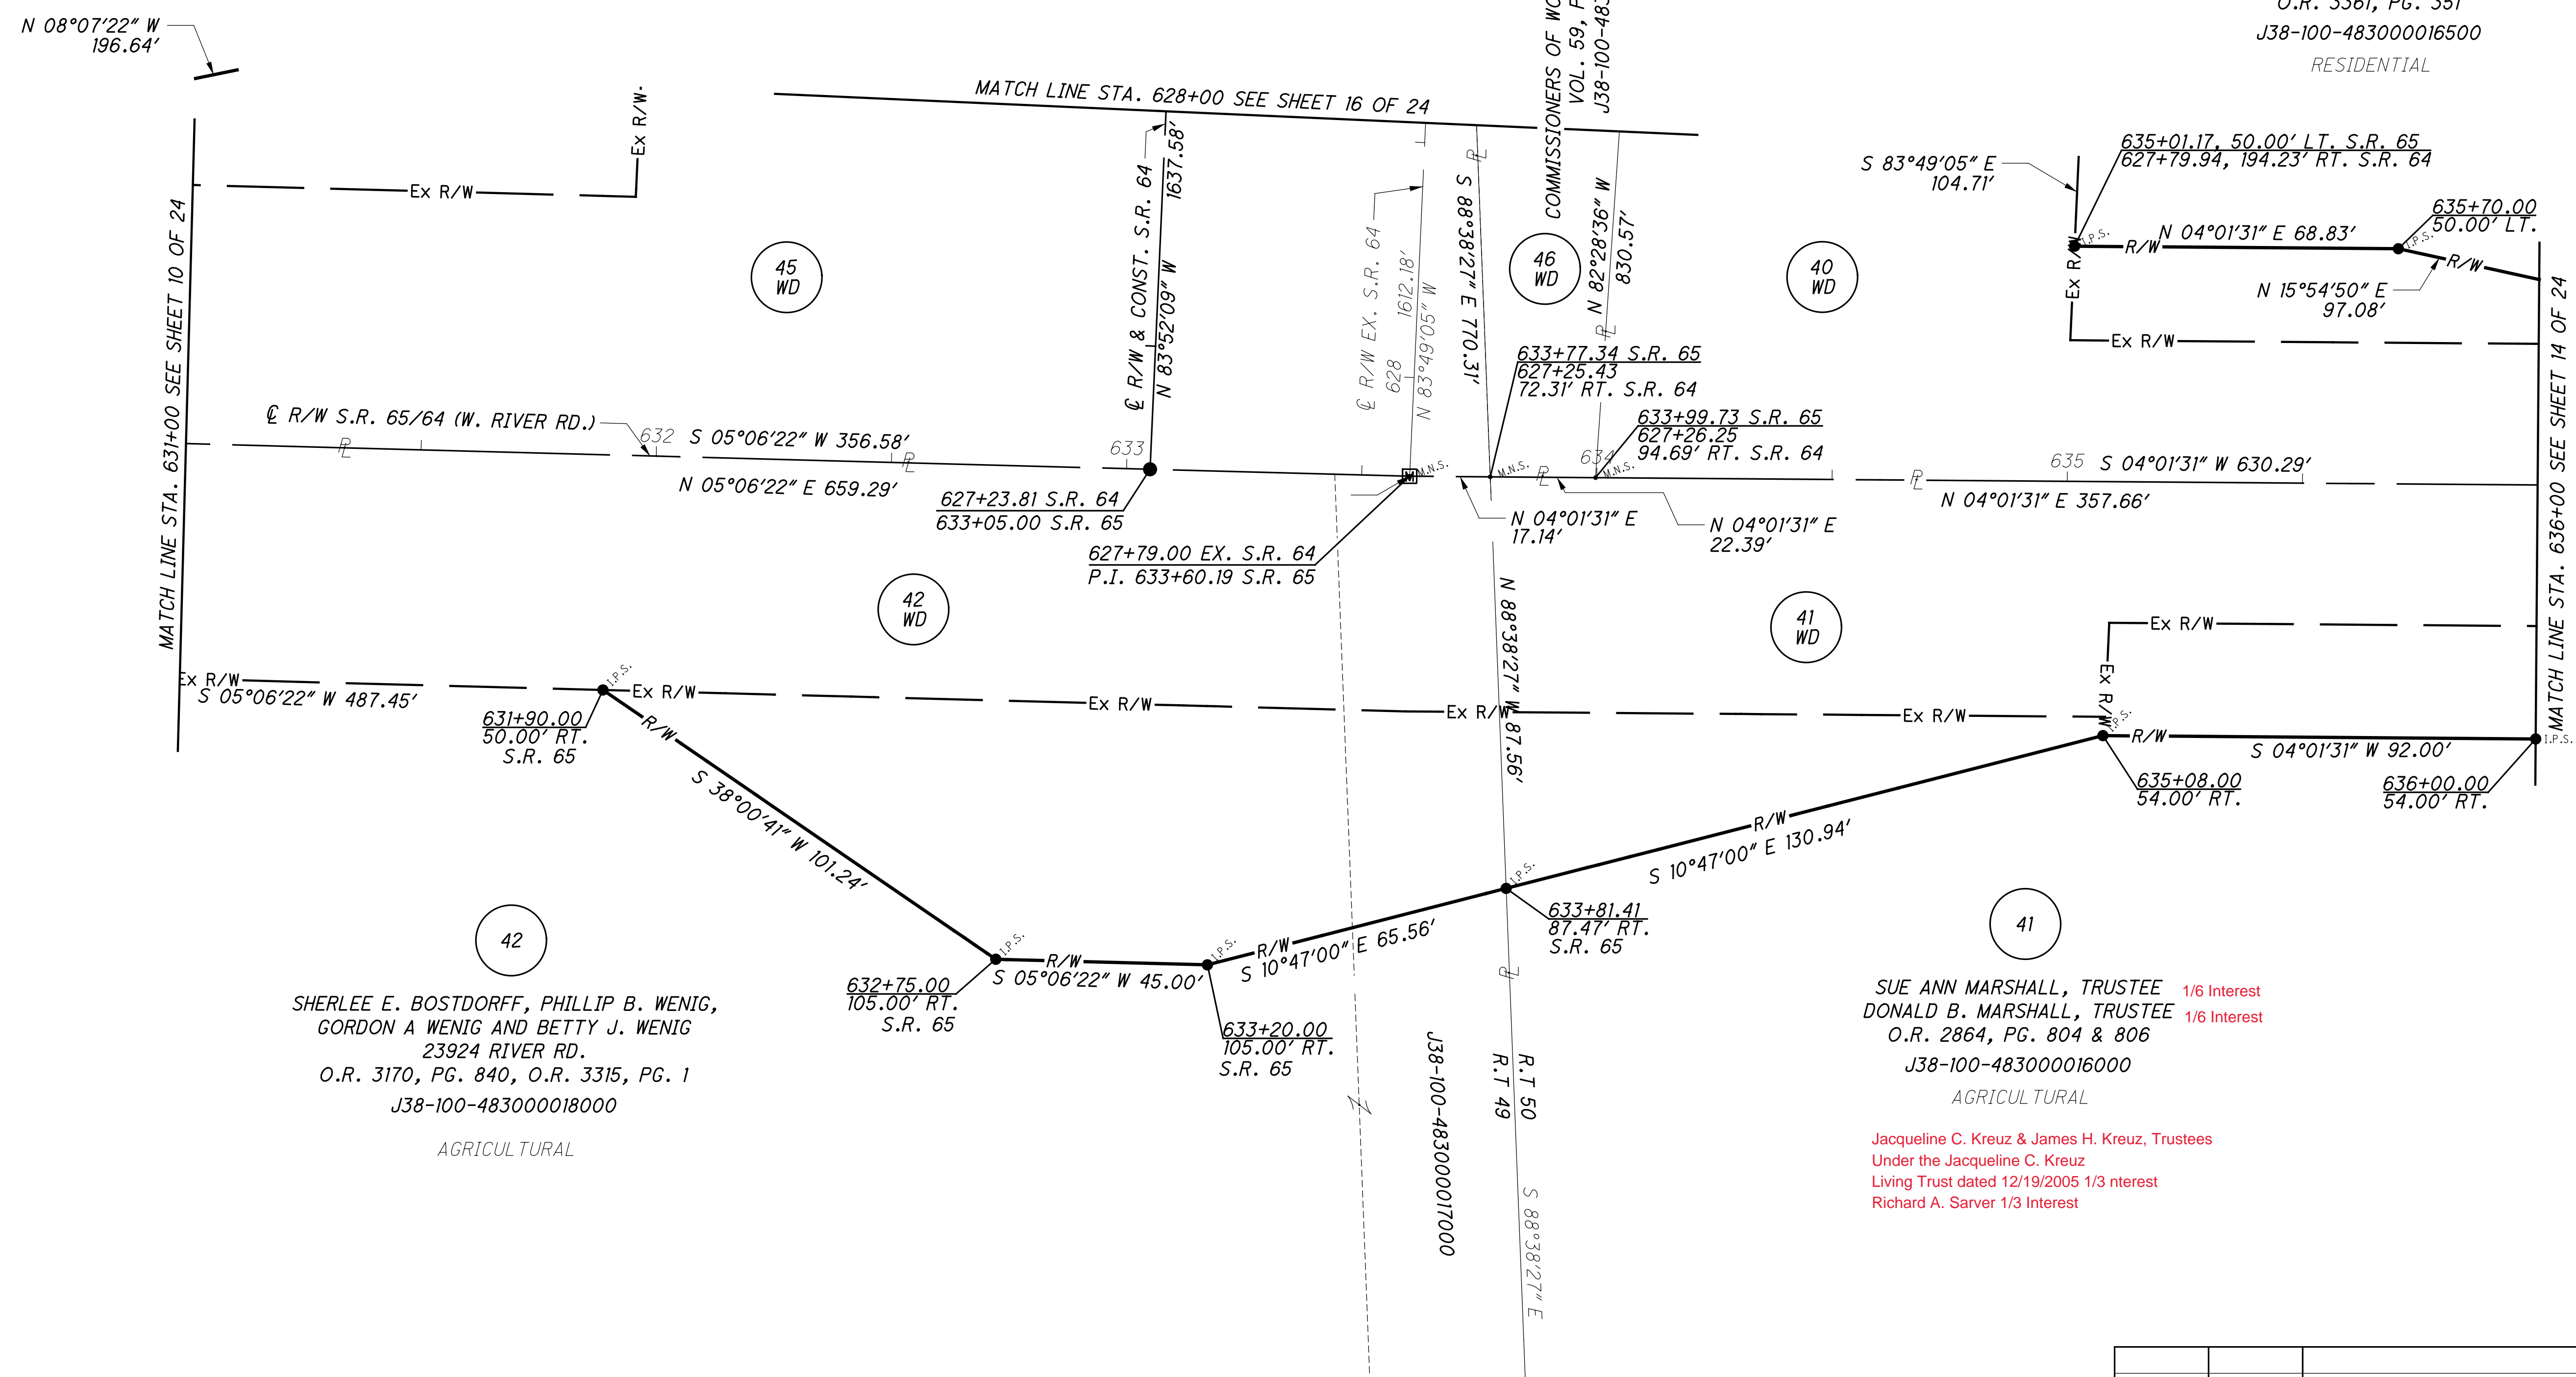 N 08°07'22" W
196.64'
MATCH LINE STA. 631+00 SEE SHEET 10 OF 24
Ex R/W
Ex R/W
MATCH LINE STA. 628+00 SEE SHEET 16 OF 24
45
WD
℄ R/W & CONST. S.R. 64
1637.58'
N 83°52'09" W
℄ R/W EX. S.R. 64
628
1612.18'
N 83°49'05" W
S 88°38'27" E 770.31'
COMMISSIONERS OF
VOL. 59,
J38-100-483
46
WD
N 82°28'36" W
830.57'
40
WD
O.R. 3361, PG. 351
J38-100-483000016500
RESIDENTIAL
S 83°49'05" E
104.71'
635+01.17, 50.00' LT. S.R. 65
627+79.94, 194.23' RT. S.R. 64
635+70.00
50.00' LT.
I.P.S.
R/W
N 04°01'31" E 68.83'
I.P.S.
R/W
N 15°54'50" E
97.08'
Ex R/W
Ex R/W
Ex R/W
MATCH LINE STA. 636+00 SEE SHEET 14 OF 24
633+77.34 S.R. 65
627+25.43
72.31' RT. S.R. 64
633+99.73 S.R. 65
627+26.25
94.69' RT. S.R. 64
℄ R/W S.R. 65/64 (W. RIVER RD.)
632
S 05°06'22" W 356.58'
N 05°06'22" E 659.29'
633
627+23.81 S.R. 64
633+05.00 S.R. 65
M
M.N.S.
M.N.S.
634
M.N.S.
635
S 04°01'31" W 630.29'
N 04°01'31" E 357.66'
N 04°01'31" E
17.14'
N 04°01'31" E
22.39'
627+79.00 EX. S.R. 64
P.I. 633+60.19 S.R. 65
42
WD
N 88°38'27" W 87.56'
41
WD
Ex R/W
Ex R/W
Ex R/W
S 05°06'22" W 487.45'
I.P.S.
Ex R/W
Ex R/W
Ex R/W
Ex R/W
631+90.00
50.00' RT.
S.R. 65
R/W
S 38°00'41" W 101.24'
I.P.S.
R/W
S 04°01'31" W 92.00'
I.P.S.
635+08.00
54.00' RT.
636+00.00
54.00' RT.
R/W
S 10°47'00" E 130.94'
I.P.S.
633+81.41
87.47' RT.
S.R. 65
I.P.S.
R/W
S 05°06'22" W 45.00'
632+75.00
105.00' RT.
S.R. 65
I.P.S.
R/W
S 10°47'00" E 65.56'
633+20.00
105.00' RT.
S.R. 65
42
SHERLEE E. BOSTDORFF, PHILLIP B. WENIG,
GORDON A WENIG AND BETTY J. WENIG
23924 RIVER RD.
O.R. 3170, PG. 840, O.R. 3315, PG. 1
J38-100-483000018000
AGRICULTURAL
J38-100-483000017000
R.T 50
R.T 49
S 88°38'27" E
41
SUE ANN MARSHALL, TRUSTEE 1/6 Interest
DONALD B. MARSHALL, TRUSTEE 1/6 Interest
O.R. 2864, PG. 804 & 806
J38-100-483000016000
AGRICULTURAL
Jacqueline C. Kreuz & James H. Kreuz, Trustees
Under the Jacqueline C. Kreuz
Living Trust dated 12/19/2005 1/3 nterest
Richard A. Sarver 1/3 Interest